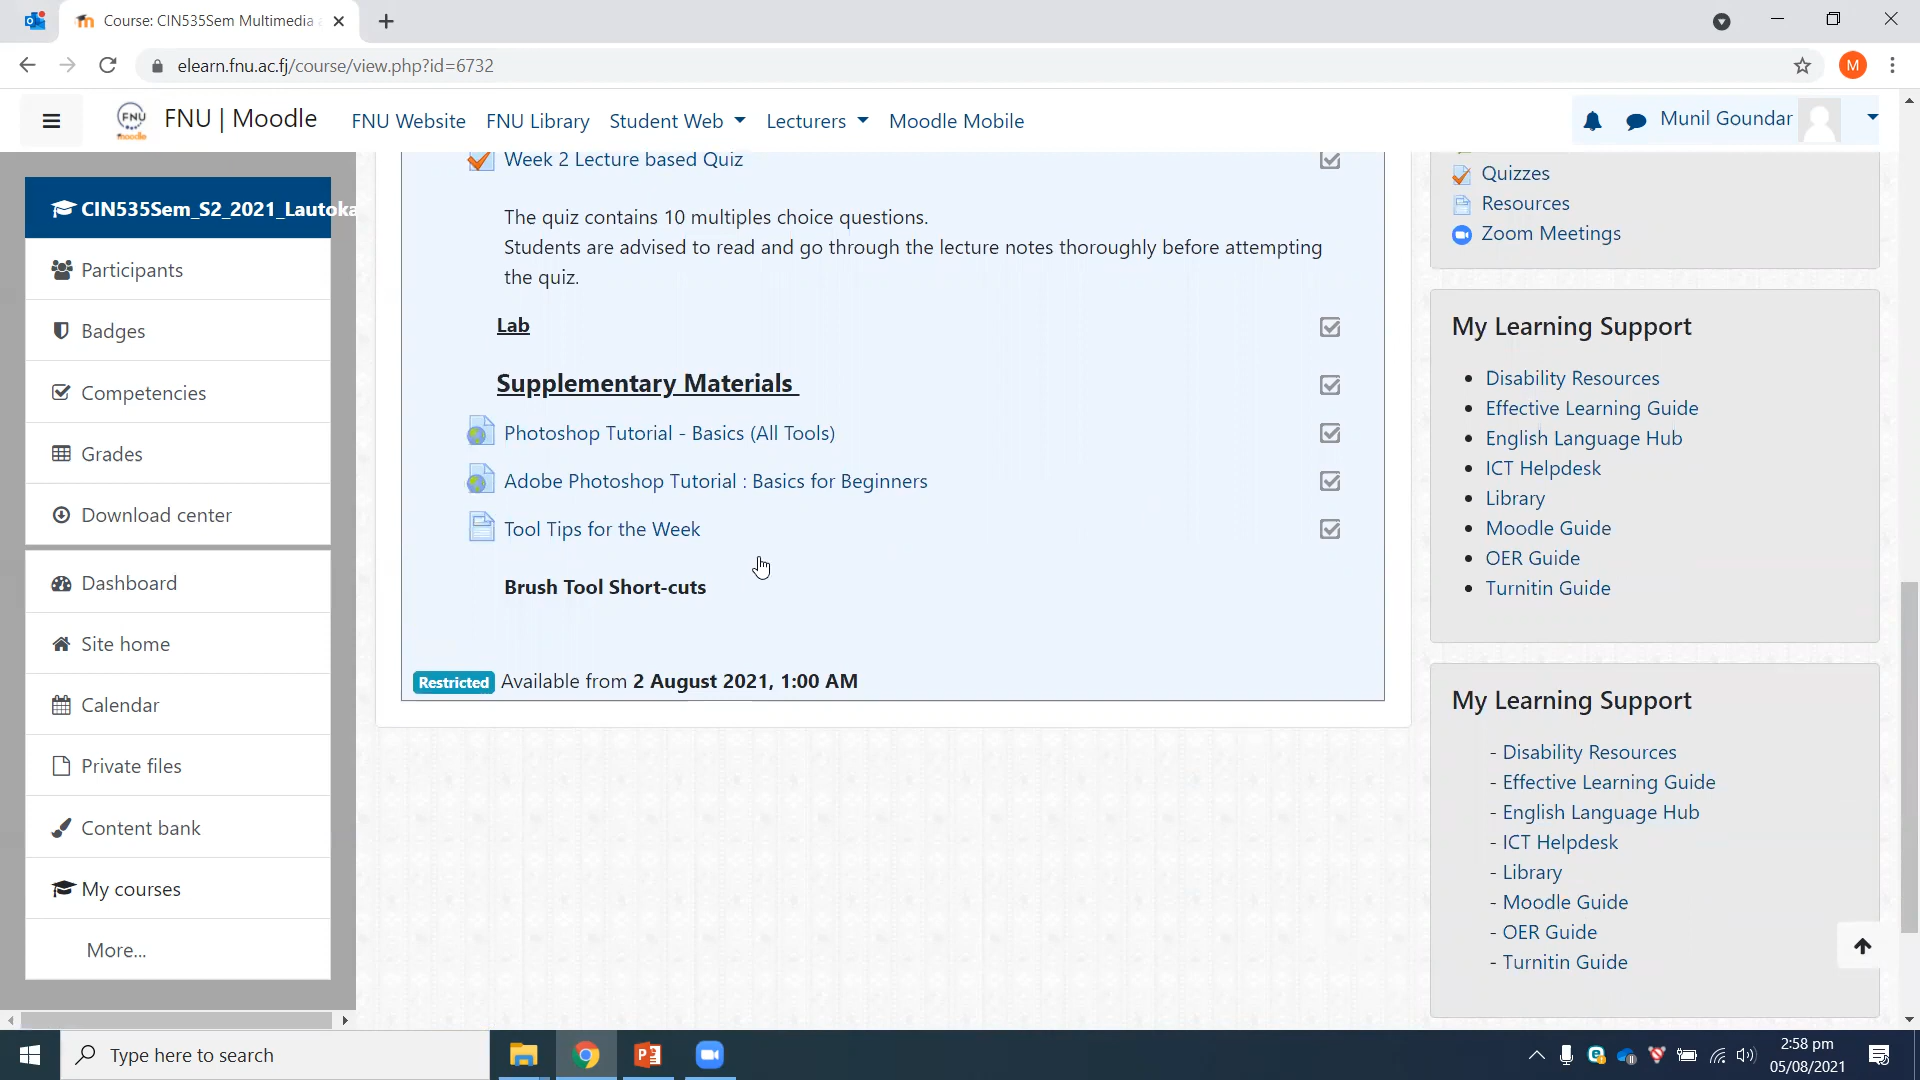 Course: CIN535Sem Multimedia
elearn.fnu.ac.fj/course/view.php?id=6732
M
FNU
moodle
FNU | Moodle
FNU Website
FNU Library
Student Web
Lecturers
Moodle Mobile
Munil Goundar
CIN535Sem_S2_2021_Lautoka
Participants
Badges
Competencies
Grades
Download center
Dashboard
Site home
Calendar
Private files
Content bank
My courses
More...
Week 2 Lecture based Quiz
The quiz contains 10 multiples choice questions.
Students are advised to read and go through the lecture notes thoroughly before attempting
the quiz.
Lab
Supplementary Materials
Photoshop Tutorial - Basics (All Tools)
Adobe Photoshop Tutorial : Basics for Beginners
Tool Tips for the Week
Brush Tool Short-cuts
Restricted Available from 2 August 2021, 1:00 AM
Quizzes
Resources
Zoom Meetings
My Learning Support
Disability Resources
Effective Learning Guide
English Language Hub
ICT Helpdesk
Library
Moodle Guide
OER Guide
Turnitin Guide
My Learning Support
- Disability Resources
- Effective Learning Guide
- English Language Hub
- ICT Helpdesk
- Library
- Moodle Guide
- OER Guide
- Turnitin Guide
Type here to search
2:58 pm
05/08/2021